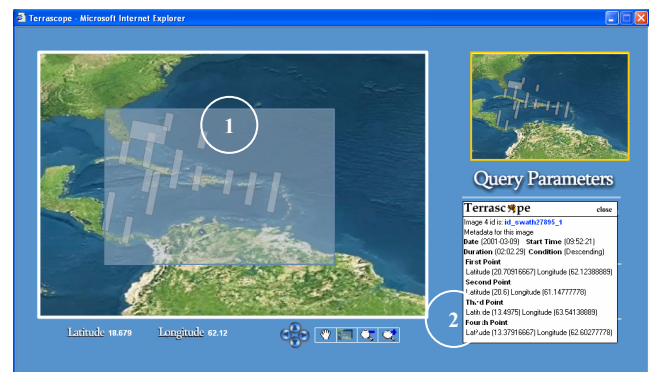 Terrascope - Microsoft Internet Explorer
1
Query Parameters
Terrascope close
Image 4 id is: id_swath27895_1
Metadata for this image
Date (2001-03-09) Start Time (09:52:21)
Duration (02:02.29) Condition (Descending)
First Point
Latitude (20.70916667) Longitude (62.12388889)
Second Point
Latitude (20.6) Longitude (61.14777778)
Third Point
Latitude (13.4975) Longitude (63.54138889)
Fourth Point
Latitude (13.37916667) Longitude (62.60277778)
2
Latitude 18.679 Longitude 62.12